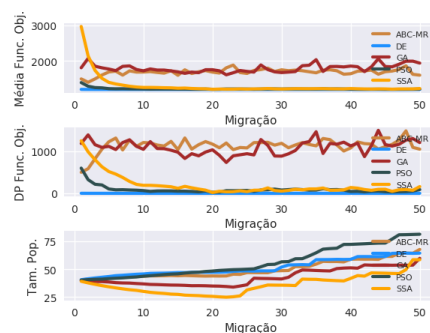 Média Func. Obj.
3000
2000
ABC-MR
DE
GA
PSO
SSA
0 10 20 30 40 50
Migração
DP Func. Obj.
1000
0
ABC-MR
DE
GA
PSO
SSA
0 10 20 30 40 50
Migração
Tam. Pop.
75
50
25
ABC-MR
DE
GA
PSO
SSA
0 10 20 30 40 50
Migração